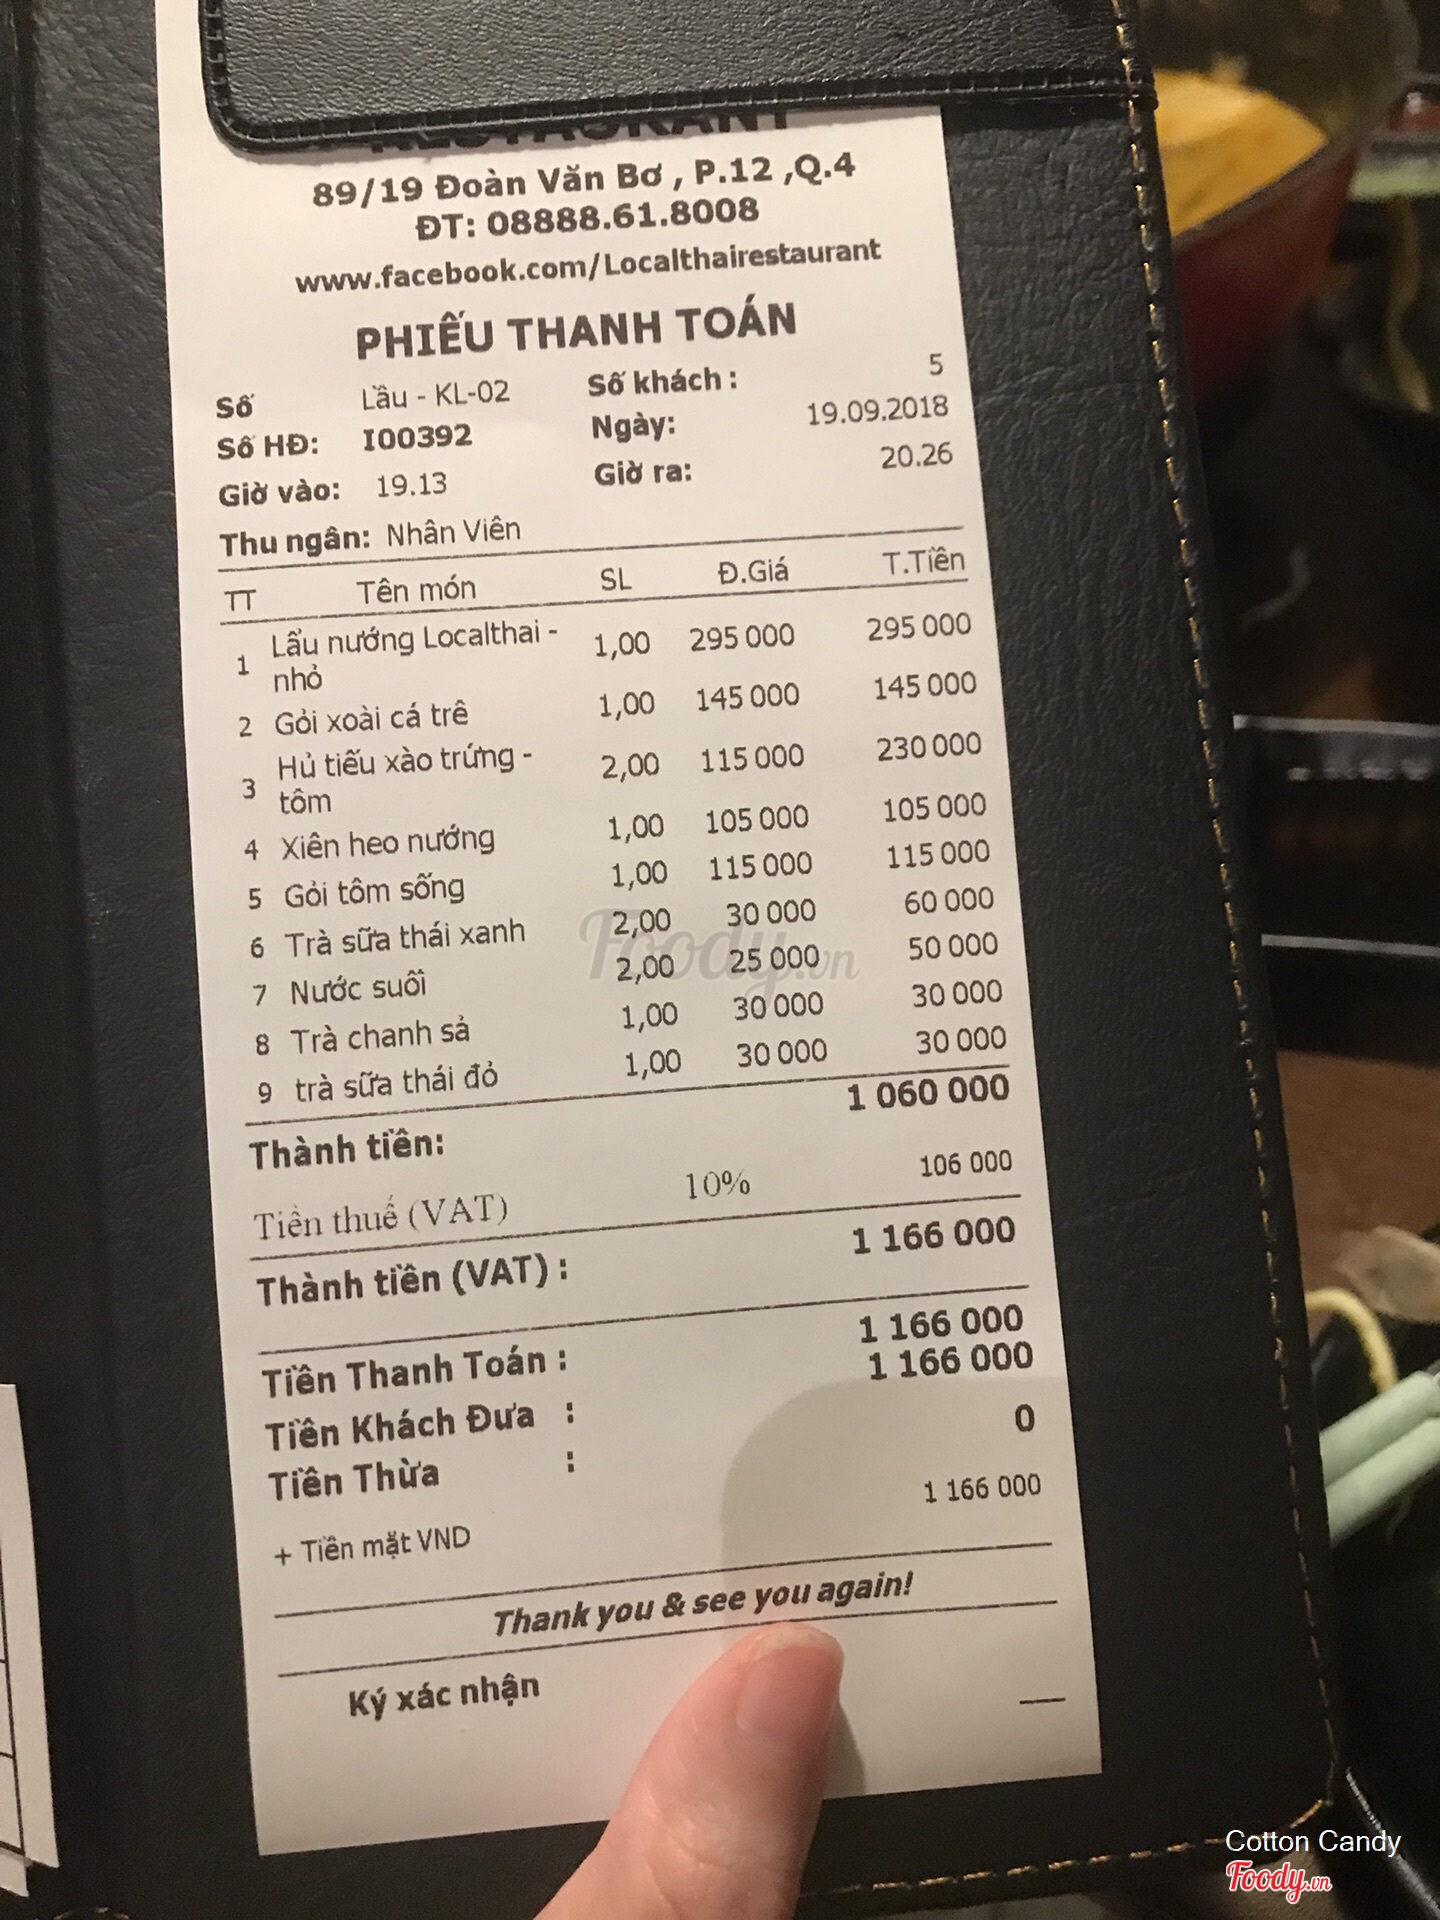 RESTAURANT
89/19 Đoàn Văn Bơ , P.12 ,Q.4
ĐT: 08888.61.8008
www.facebook.com/Localthairestaurant
PHIẾU THANH TOÁN
Số Lầu - KL-02 Số khách : 5
Số HĐ: I00392 Ngày: 19.09.2018
Giờ vào: 19.13 Giờ ra: 20.26
Thu ngân: Nhân Viên
TT Tên món SL Đ.Giá T.Tiền
1 Lẩu nướng Localthai - nhỏ 1,00 295 000 295 000
2 Gỏi xoài cá trê 1,00 145 000 145 000
3 Hủ tiếu xào trứng - tôm 2,00 115 000 230 000
4 Xiên heo nướng 1,00 105 000 105 000
5 Gỏi tôm sống 1,00 115 000 115 000
6 Trà sữa thái xanh 2,00 30 000 60 000
7 Nước suối 2,00 25 000 50 000
8 Trà chanh sả 1,00 30 000 30 000
9 trà sữa thái đỏ 1,00 30 000 30 000
Thành tiền: 1 060 000
Tiền thuế (VAT) 10% 106 000
Thành tiền (VAT) : 1 166 000
Tiền Thanh Toán : 1 166 000
Tiền Khách Đưa : 1 166 000
Tiền Thừa : 0
+ Tiền mặt VND 1 166 000
Thank you & see you again!
Ký xác nhận
Foody.vn
Cotton Candy
Foody.vn